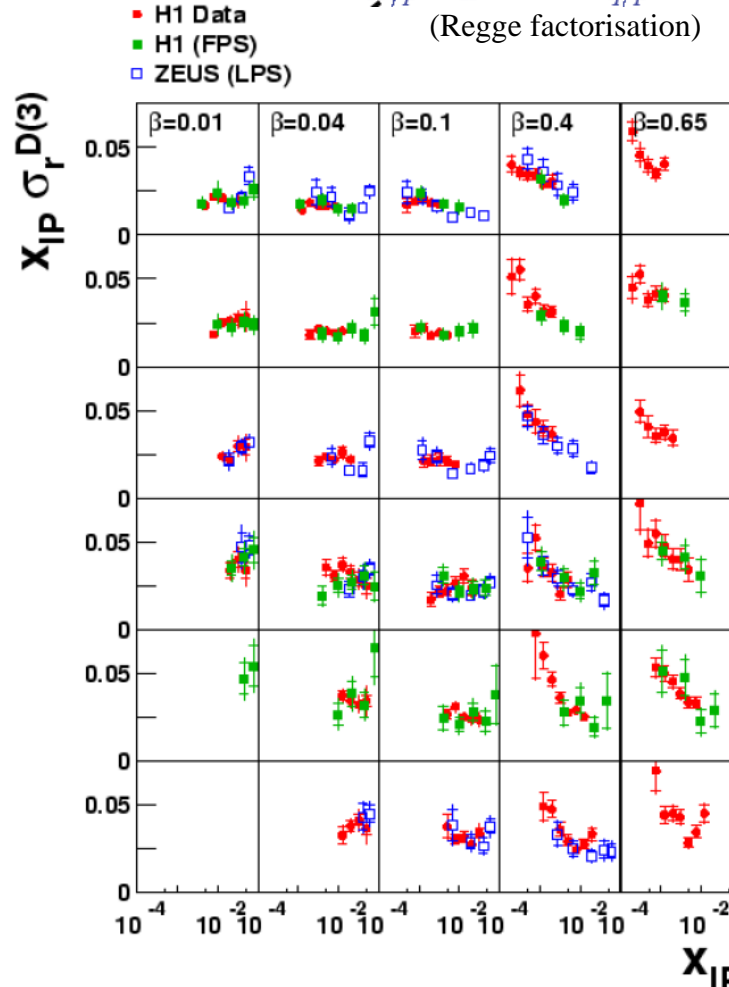 H1 Data
(Regge factorisation)
H1 (FPS)
ZEUS (LPS)
β=0.01 β=0.04 β=0.1 β=0.4 β=0.65
x_IP σ_r^D(3)
0.05
0
0.05
0
0.05
0
0.05
0
0.05
0
0.05
0
10^-4 10^-2 10^-4 10^-2 10^-4 10^-2 10^-4 10^-2 10^-4 10^-2
x_IP